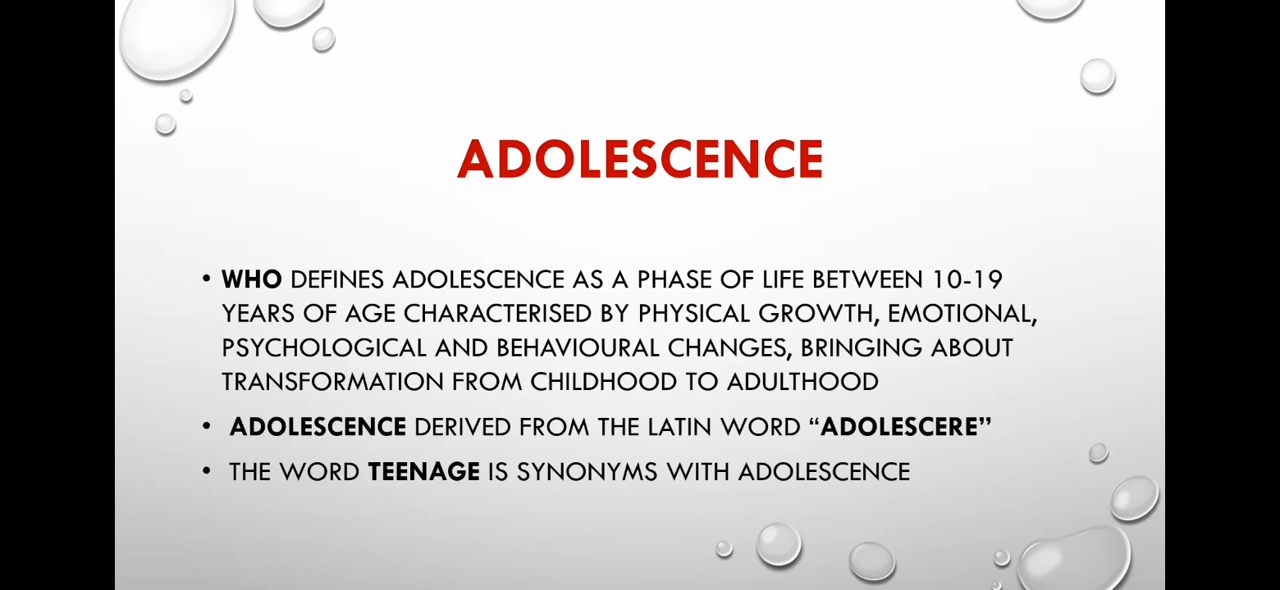 ADOLESCENCE
• WHO DEFINES ADOLESCENCE AS A PHASE OF LIFE BETWEEN 10-19
YEARS OF AGE CHARACTERISED BY PHYSICAL GROWTH, EMOTIONAL,
PSYCHOLOGICAL AND BEHAVIOURAL CHANGES, BRINGING ABOUT
TRANSFORMATION FROM CHILDHOOD TO ADULTHOOD
• ADOLESCENCE DERIVED FROM THE LATIN WORD “ADOLESCERE”
• THE WORD TEENAGE IS SYNONYMS WITH ADOLESCENCE